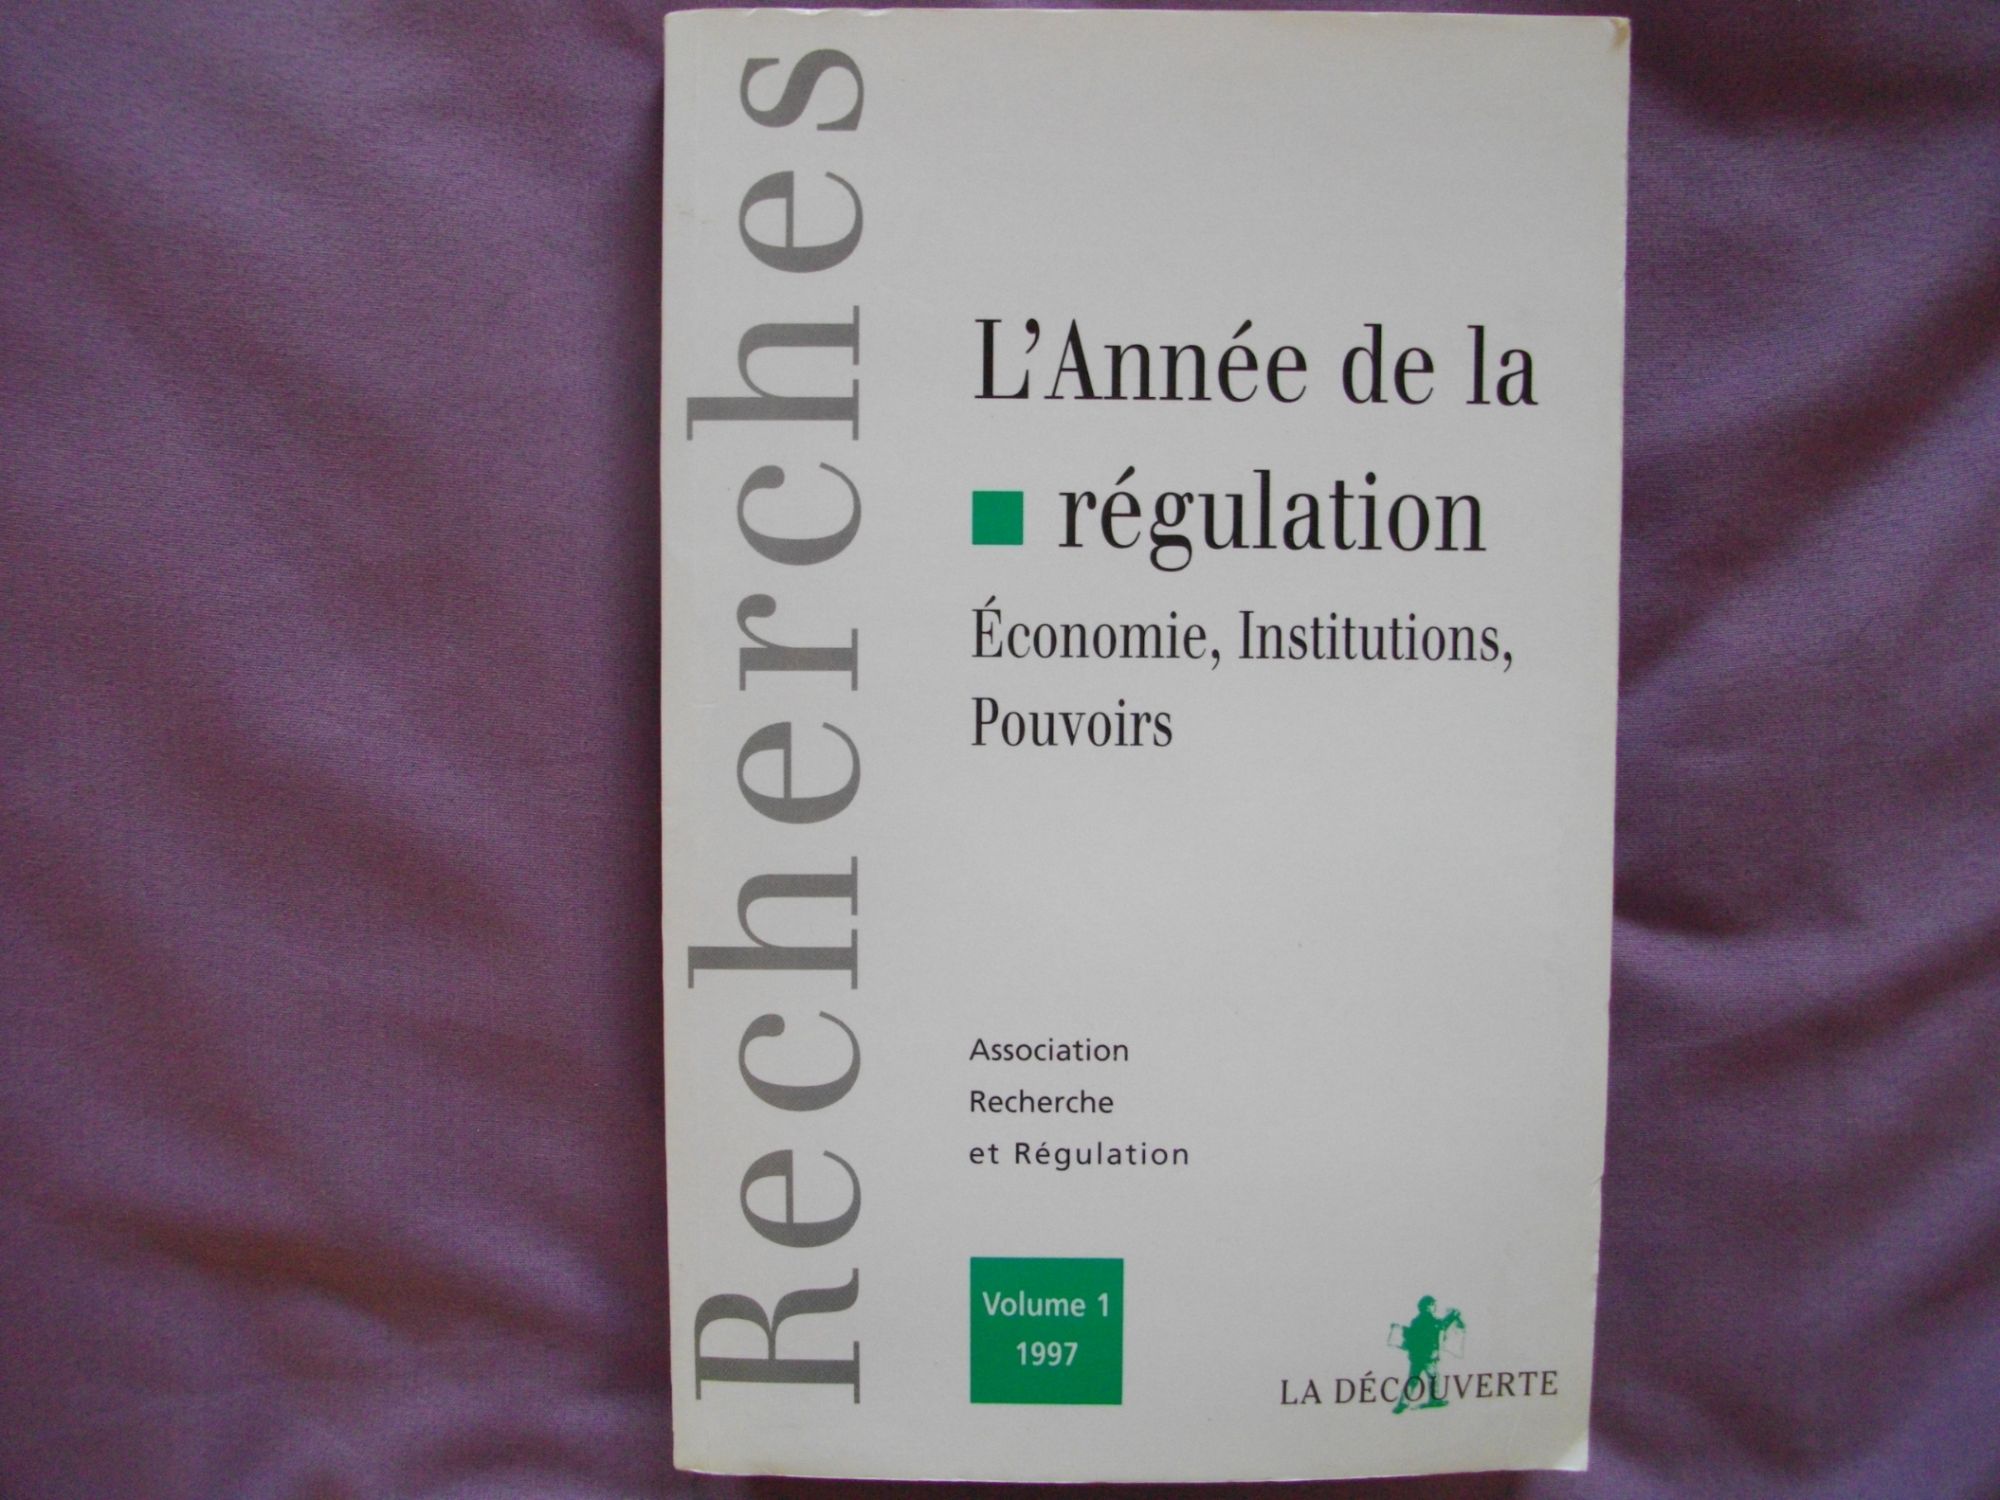 Recherches
L'Année de la
régulation
Économie, Institutions,
Pouvoirs
Association
Recherche
et Régulation
Volume 1
1997
LA DÉCOUVERTE